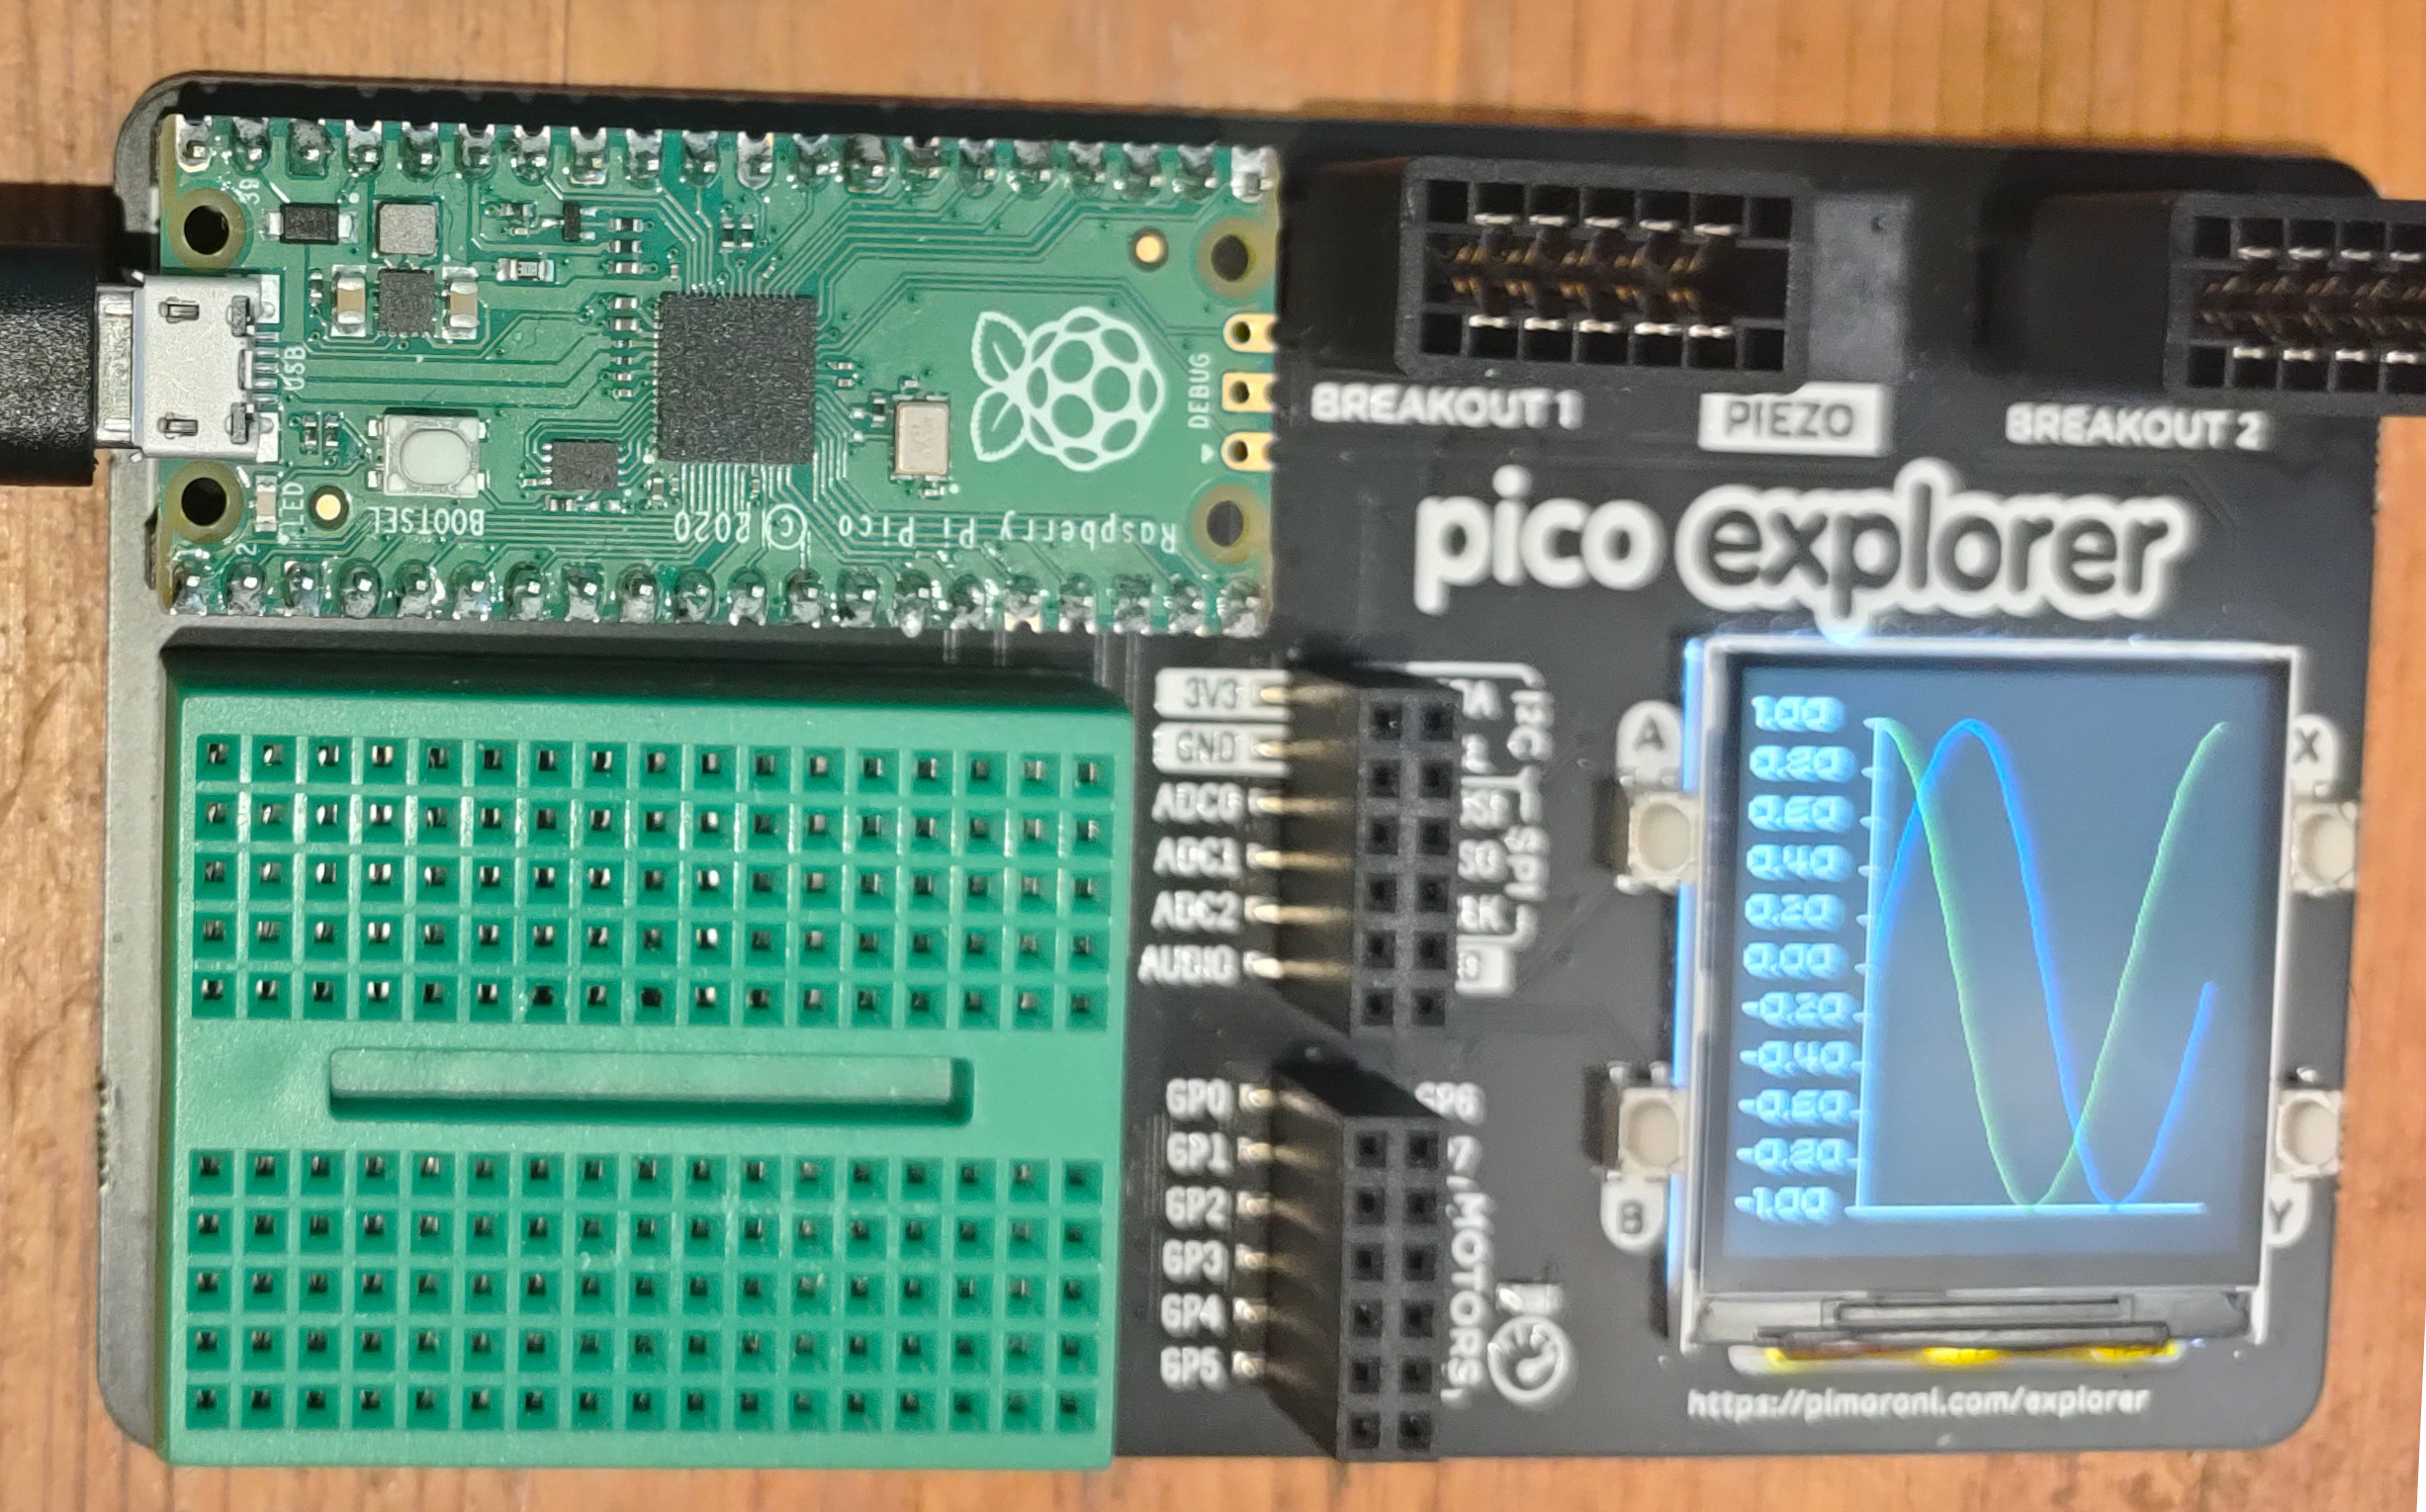 39
USB
DEBUG
LED
2
BOOTSEL
Raspberry Pi Pico © 2020
BREAKOUT 1
PIEZO
BREAKOUT 2
pico explorer
3V3
GND
ADC0
ADC1
ADC2
AUDIO
I2C
SPI
GP0
GP1
GP2
GP3
GP4
GP5
GP6
MOTORS
A
B
X
Y
1.00
0.80
0.60
0.40
0.20
0.00
-0.20
-0.40
-0.60
-0.80
-1.00
https://pimoroni.com/explorer